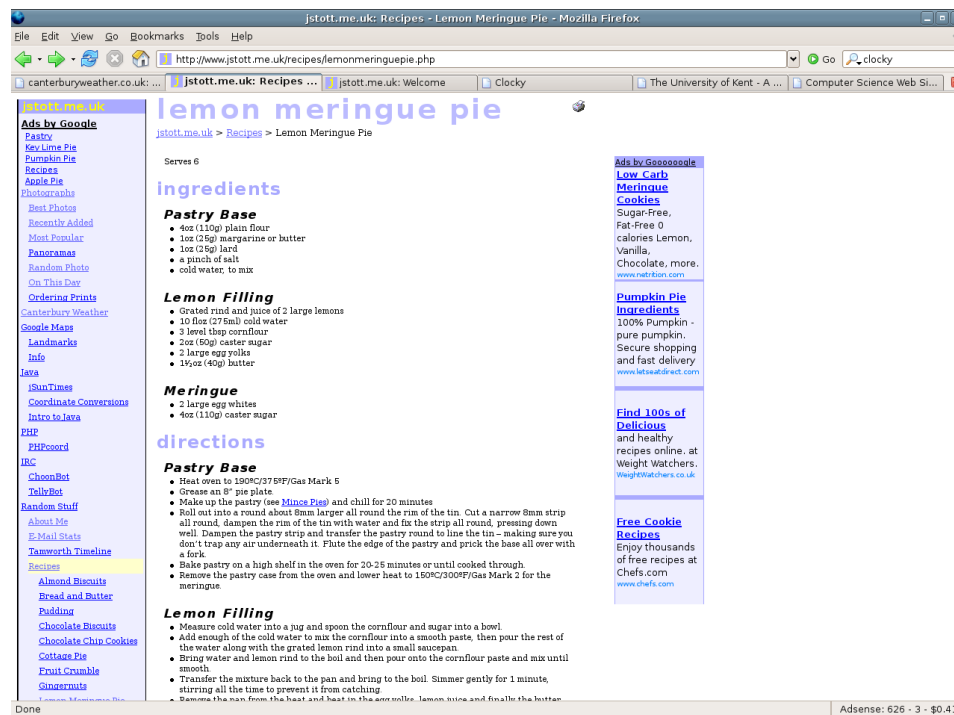 jstott.me.uk: Recipes - Lemon Meringue Pie - Mozilla Firefox
File Edit View Go Bookmarks Tools Help
http://www.jstott.me.uk/recipes/lemonmeringuepie.php
Go
clocky
canterburyweather.co.uk: ...
jstott.me.uk: Recipes ...
jstott.me.uk: Welcome
Clocky
The University of Kent - A ...
Computer Science Web Si...
jstott.me.uk
Ads by Google
Pastry
Key Lime Pie
Pumpkin Pie
Recipes
Apple Pie
Photographs
Best Photos
Recently Added
Most Popular
Panoramas
Random Photo
On This Day
Ordering Prints
Canterbury Weather
Google Maps
Landmarks
Info
Java
jSunTimes
Coordinate Conversions
Intro to Java
PHP
PHPcoord
IRC
ChoonBot
TellyBot
Random Stuff
About Me
E-Mail Stats
Tamworth Timeline
Recipes
Almond Biscuits
Bread and Butter
Pudding
Chocolate Biscuits
Chocolate Chip Cookies
Cottage Pie
Fruit Crumble
Gingernuts
Lemon Meringue Pie
lemon meringue pie
jstott.me.uk > Recipes > Lemon Meringue Pie
Serves 6
ingredients
Pastry Base
• 4oz (110g) plain flour
• 1oz (25g) margarine or butter
• 1oz (25g) lard
• a pinch of salt
• cold water, to mix
Lemon Filling
• Grated rind and juice of 2 large lemons
• 10 floz (275ml) cold water
• 3 level tbsp cornflour
• 2oz (50g) caster sugar
• 2 large egg yolks
• 1½oz (40g) butter
Meringue
• 2 large egg whites
• 4oz (110g) caster sugar
directions
Pastry Base
• Heat oven to 190ºC/375ºF/Gas Mark 5
• Grease an 8" pie plate.
• Make up the pastry (see Mince Pies) and chill for 20 minutes
• Roll out into a round about 8mm larger all round the rim of the tin. Cut a narrow 8mm strip
all round, dampen the rim of the tin with water and fix the strip all round, pressing down
well. Dampen the pastry strip and transfer the pastry round to line the tin – making sure you
don't trap any air underneath it. Flute the edge of the pastry and prick the base all over with
a fork.
• Bake pastry on a high shelf in the oven for 20-25 minutes or until cooked through.
• Remove the pastry case from the oven and lower heat to 150ºC/300ºF/Gas Mark 2 for the
meringue.
Lemon Filling
• Measure cold water into a jug and spoon the cornflour and sugar into a bowl.
• Add enough of the cold water to mix the cornflour into a smooth paste, then pour the rest of
the water along with the grated lemon rind into a small saucepan.
• Bring water and lemon rind to the boil and then pour onto the cornflour paste and mix until
smooth.
• Transfer the mixture back to the pan and bring to the boil. Simmer gently for 1 minute,
stirring all the time to prevent it from catching.
• Remove the pan from the heat and beat in the egg yolks, lemon juice and finally the butter.
Ads by Goooooogle
Low Carb
Meringue
Cookies
Sugar-Free,
Fat-Free 0
calories Lemon,
Vanilla,
Chocolate, more.
www.netrition.com
Pumpkin Pie
Ingredients
100% Pumpkin -
pure pumpkin.
Secure shopping
and fast delivery
www.letseatdirect.com
Find 100s of
Delicious
and healthy
recipes online. at
Weight Watchers.
WeightWatchers.co.uk
Free Cookie
Recipes
Enjoy thousands
of free recipes at
Chefs.com
www.chefs.com
Done
Adsense: 626 - 3 - $0.4